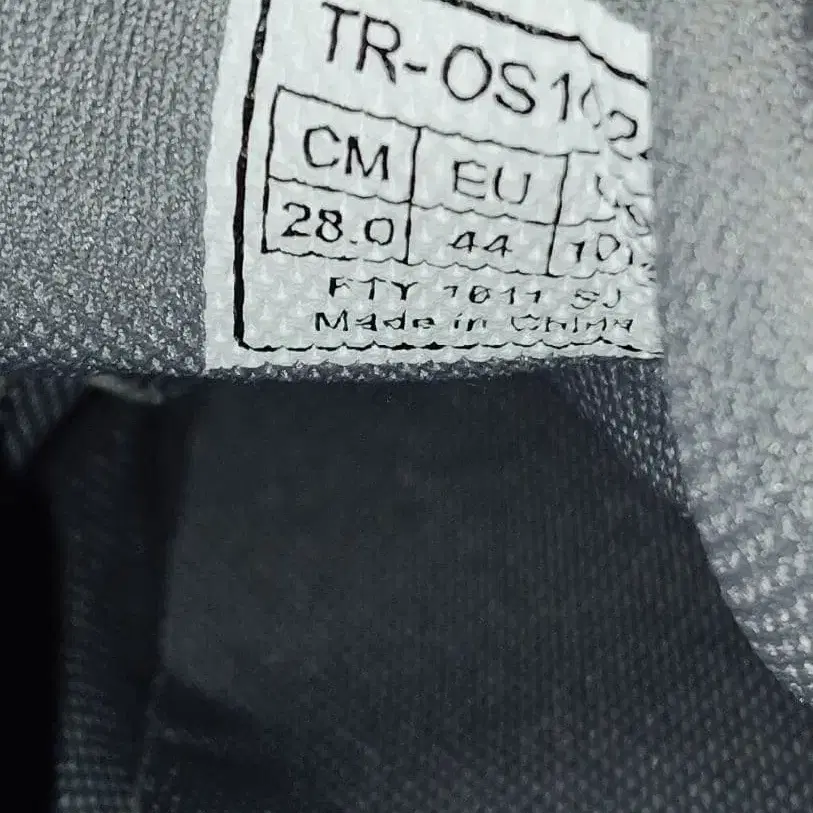 TR-OS1
CM EU
28.0 44
FTY 1011 SJ
Made in China